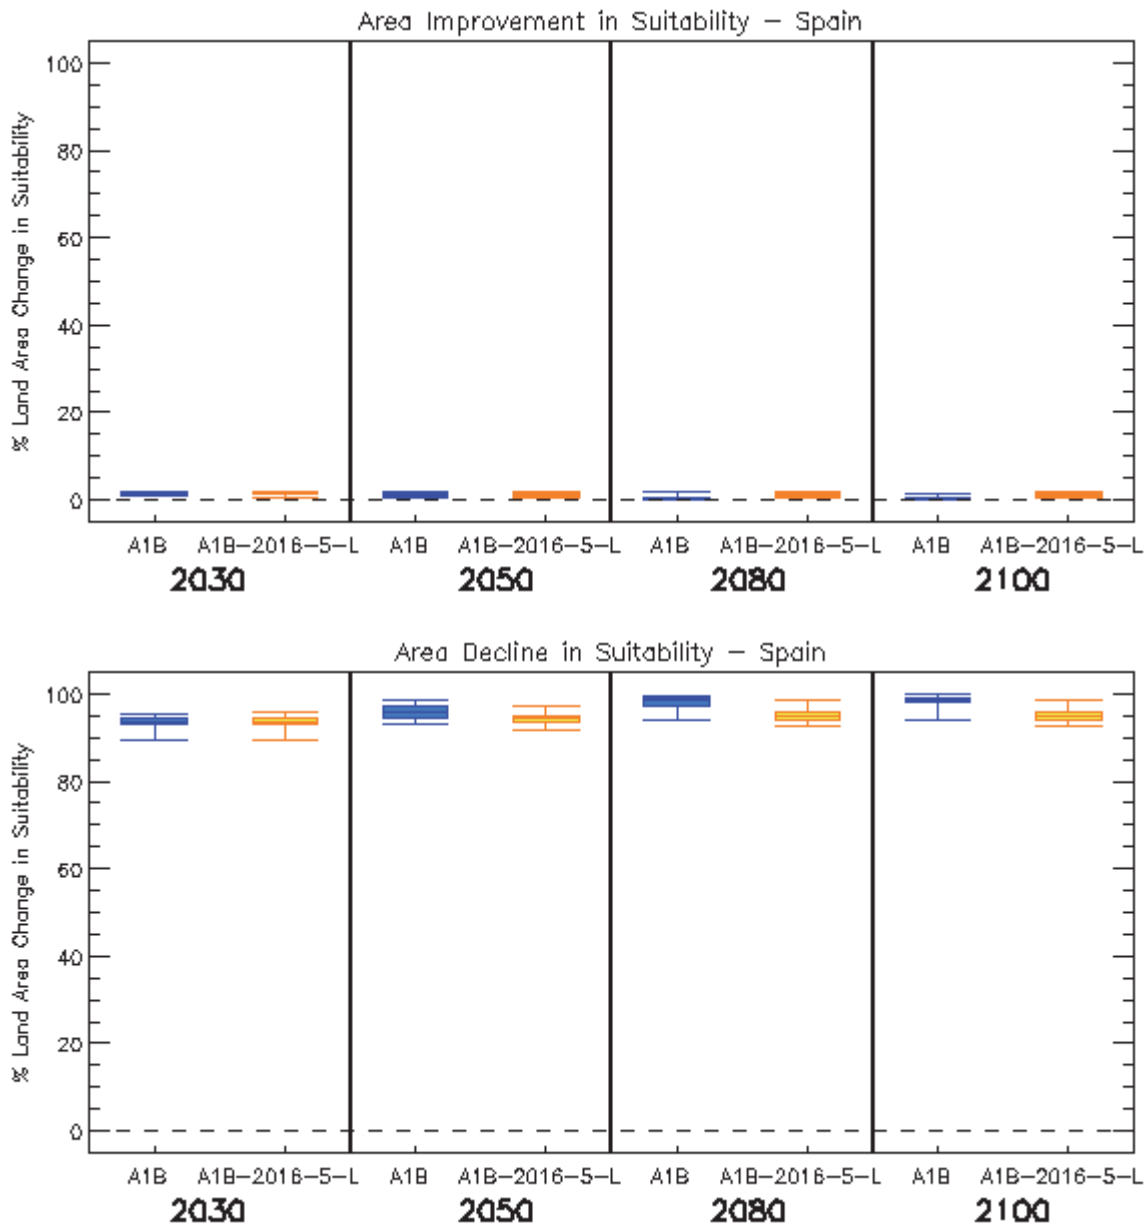 Area Improvement in Suitability – Spain
% Land Area Change in Suitability
100
80
60
40
20
0
A1B A1B-2016-5-L A1B A1B-2016-5-L A1B A1B-2016-5-L A1B A1B-2016-5-L
2030 2050 2080 2100
Area Decline in Suitability – Spain
% Land Area Change in Suitability
100
80
60
40
20
0
A1B A1B-2016-5-L A1B A1B-2016-5-L A1B A1B-2016-5-L A1B A1B-2016-5-L
2030 2050 2080 2100